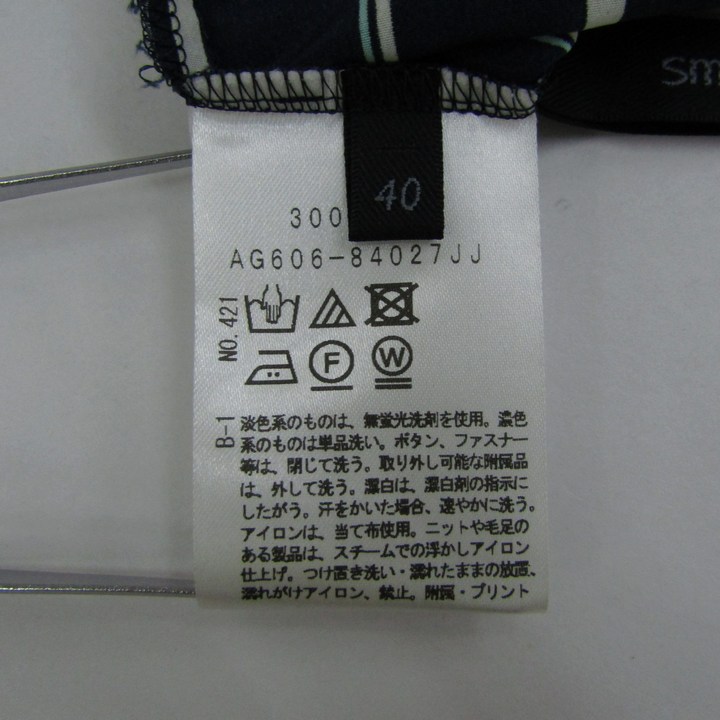 sm
40
300
AG606-84027JJ
NO.421
F
W
B-1
淡色系のものは、無蛍光洗剤を使用。濃色
系のものは単品洗い。ボタン、ファスナー
等は、閉じて洗う。取り外し可能な附属品
は、外して洗う。漂白は、漂白剤の指示に
したがう。汗をかいた場合、速やかに洗う。
アイロンは、当て布使用。ニットや毛足の
ある製品は、スチームでの浮かしアイロン
仕上げ。つけ置き洗い・濡れたままの放置、
濡れがけアイロン、禁止。附属・プリント